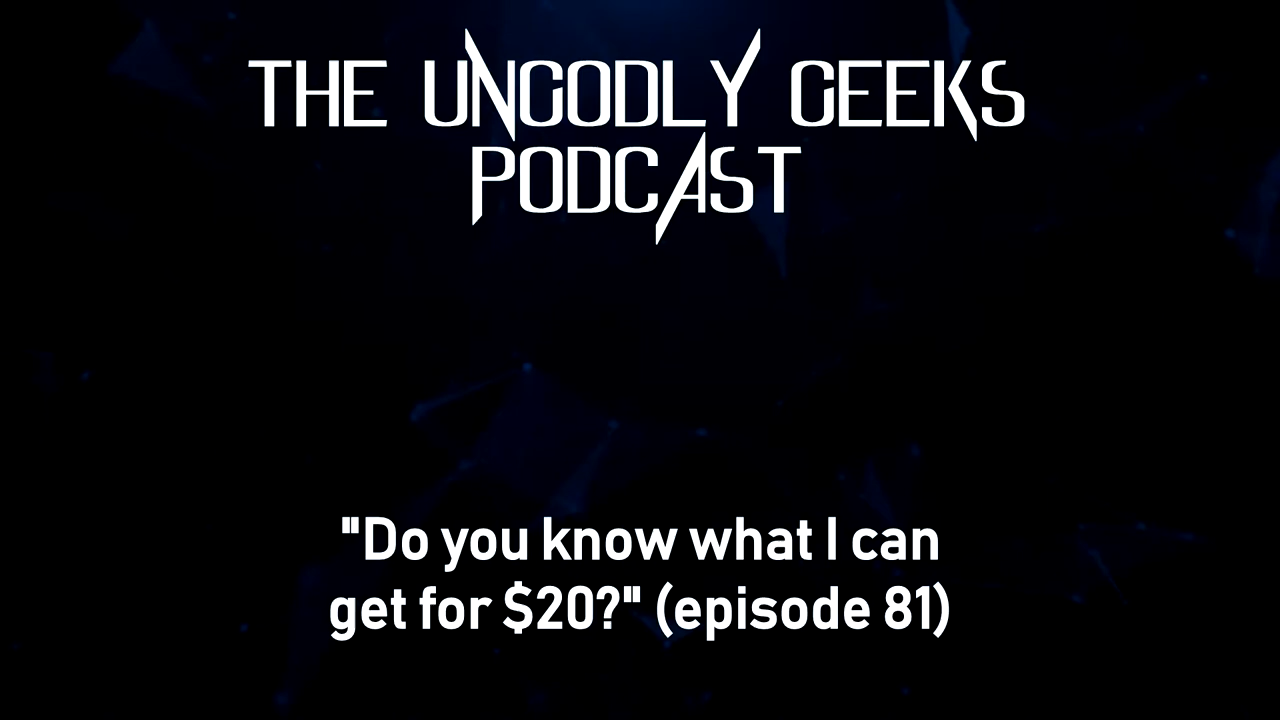 THE UNGODLY GEEKS
PODCAST
"Do you know what I can
get for $20?" (episode 81)